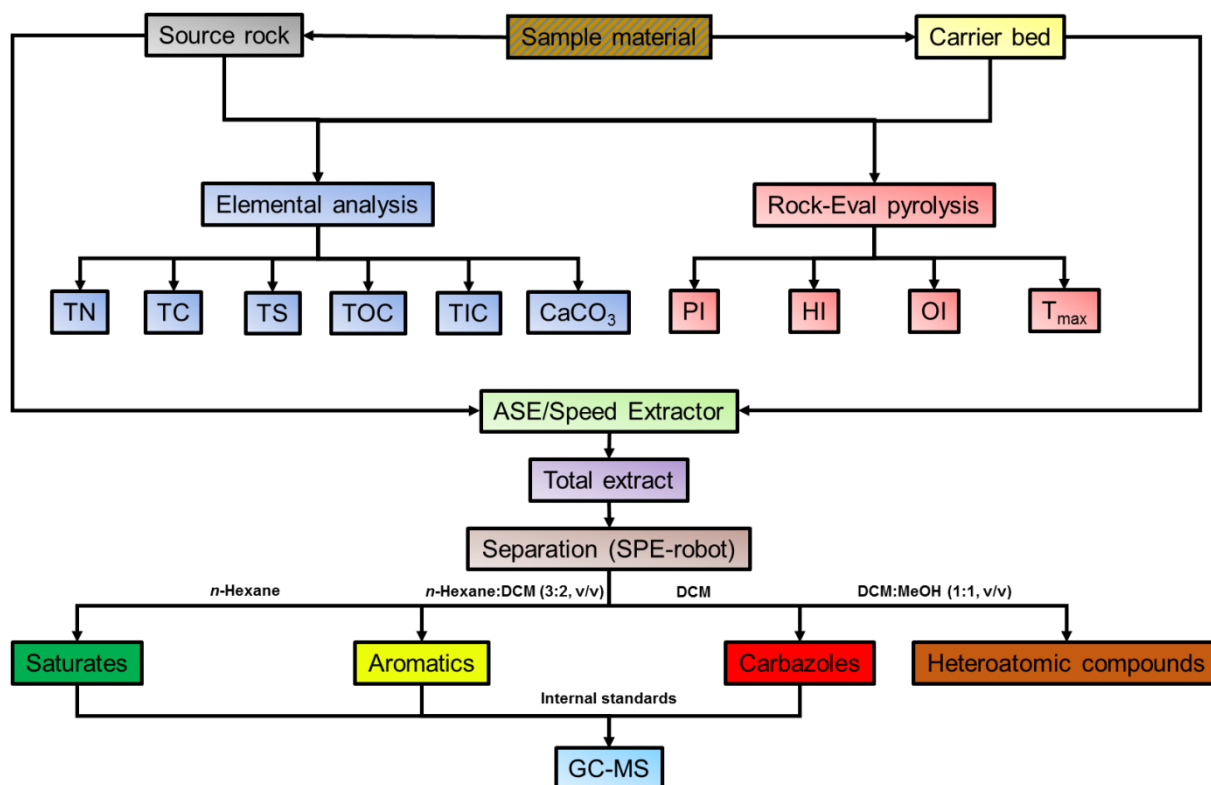 Source rock
Sample material
Carrier bed
Elemental analysis
Rock-Eval pyrolysis
TN
TC
TS
TOC
TIC
CaCO₃
PI
HI
OI
Tmax
ASE/Speed Extractor
Total extract
Separation (SPE-robot)
n-Hexane
n-Hexane:DCM (3:2, v/v)
DCM
DCM:MeOH (1:1, v/v)
Saturates
Aromatics
Carbazoles
Heteroatomic compounds
Internal standards
GC-MS